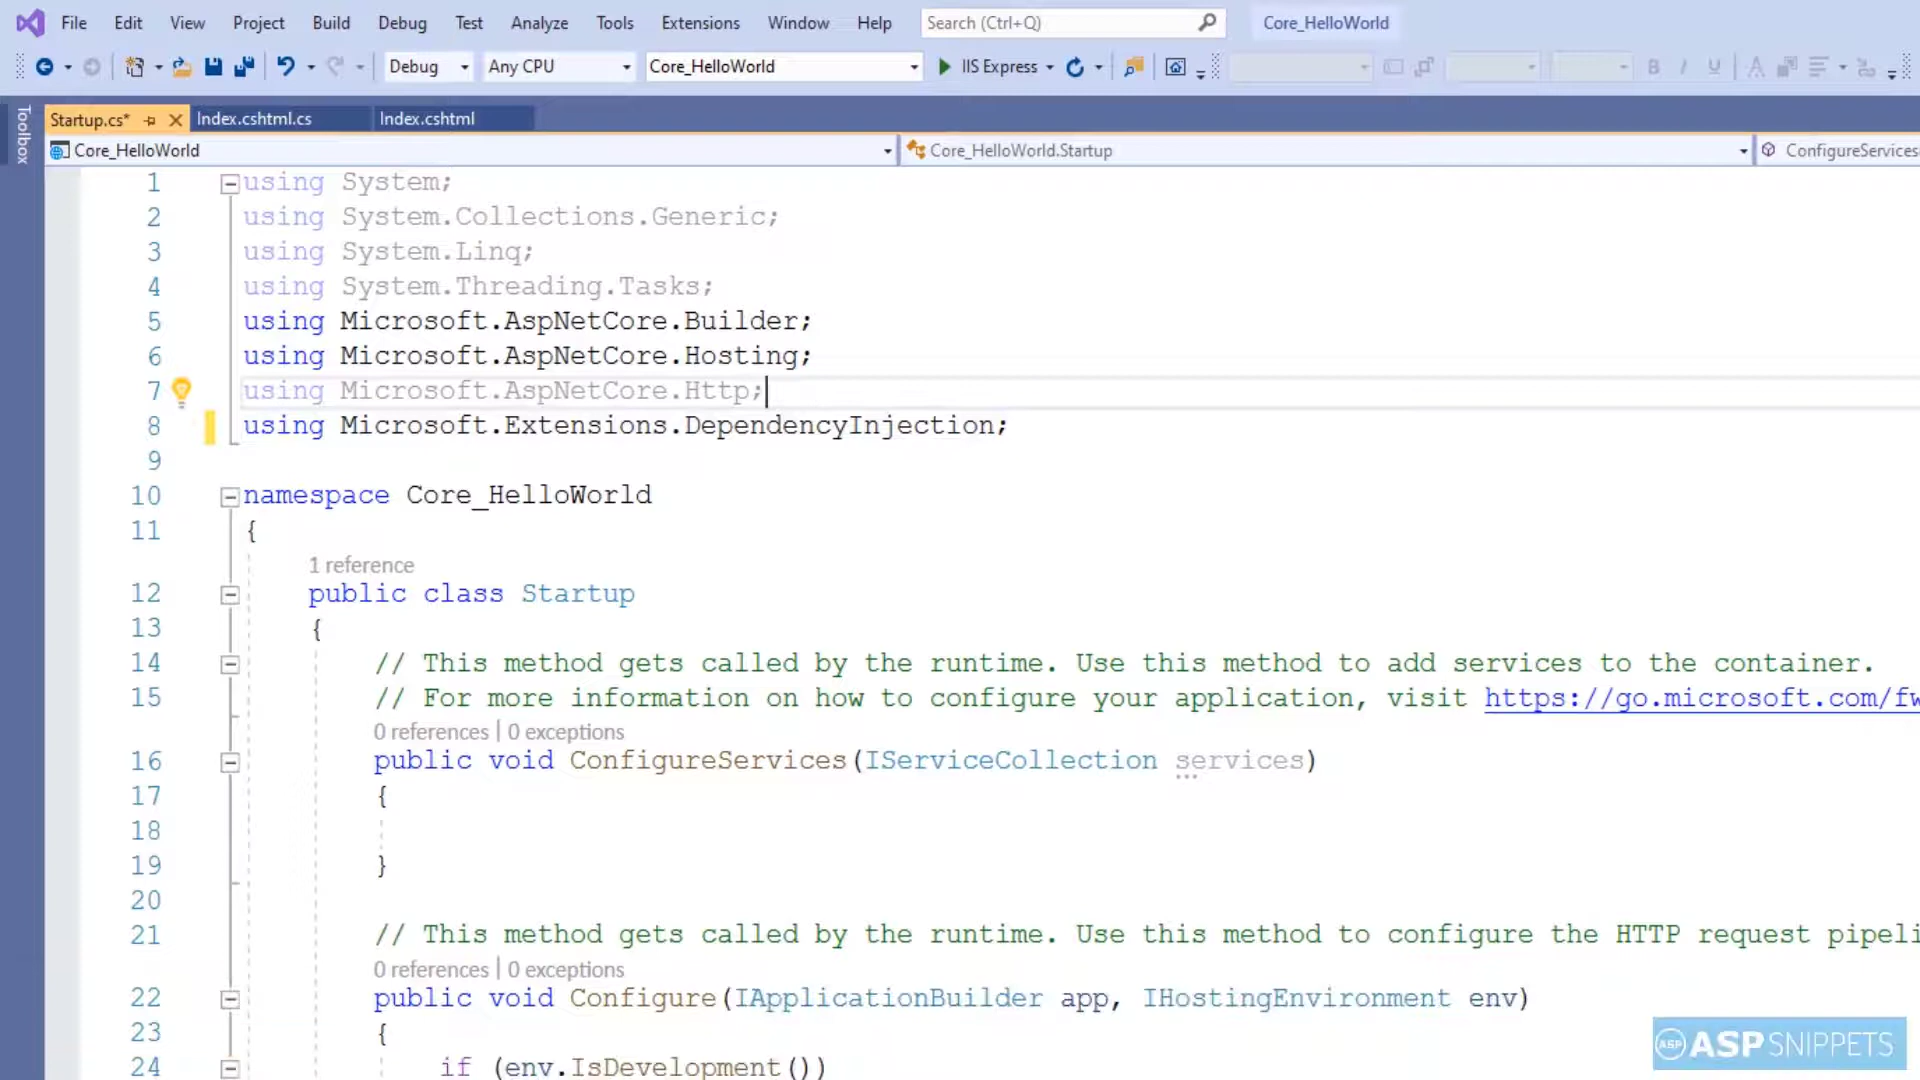 File Edit View Project Build Debug Test Analyze Tools Extensions Window Help Search (Ctrl+Q) Core_HelloWorld
Debug Any CPU Core_HelloWorld IIS Express
Toolbox
Startup.cs* Index.cshtml.cs Index.cshtml
Core_HelloWorld Core_HelloWorld.Startup ConfigureServices
1 using System;
2 using System.Collections.Generic;
3 using System.Linq;
4 using System.Threading.Tasks;
5 using Microsoft.AspNetCore.Builder;
6 using Microsoft.AspNetCore.Hosting;
7 using Microsoft.AspNetCore.Http;
8 using Microsoft.Extensions.DependencyInjection;
9
10 namespace Core_HelloWorld
11 {
1 reference
12 public class Startup
13 {
14 // This method gets called by the runtime. Use this method to add services to the container.
15 // For more information on how to configure your application, visit https://go.microsoft.com/fw
0 references | 0 exceptions
16 public void ConfigureServices(IServiceCollection services)
17 {
18
19 }
20
21 // This method gets called by the runtime. Use this method to configure the HTTP request pipeli
0 references | 0 exceptions
22 public void Configure(IApplicationBuilder app, IHostingEnvironment env)
23 {
24 if (env.IsDevelopment())
ASP ASPSNIPPETS